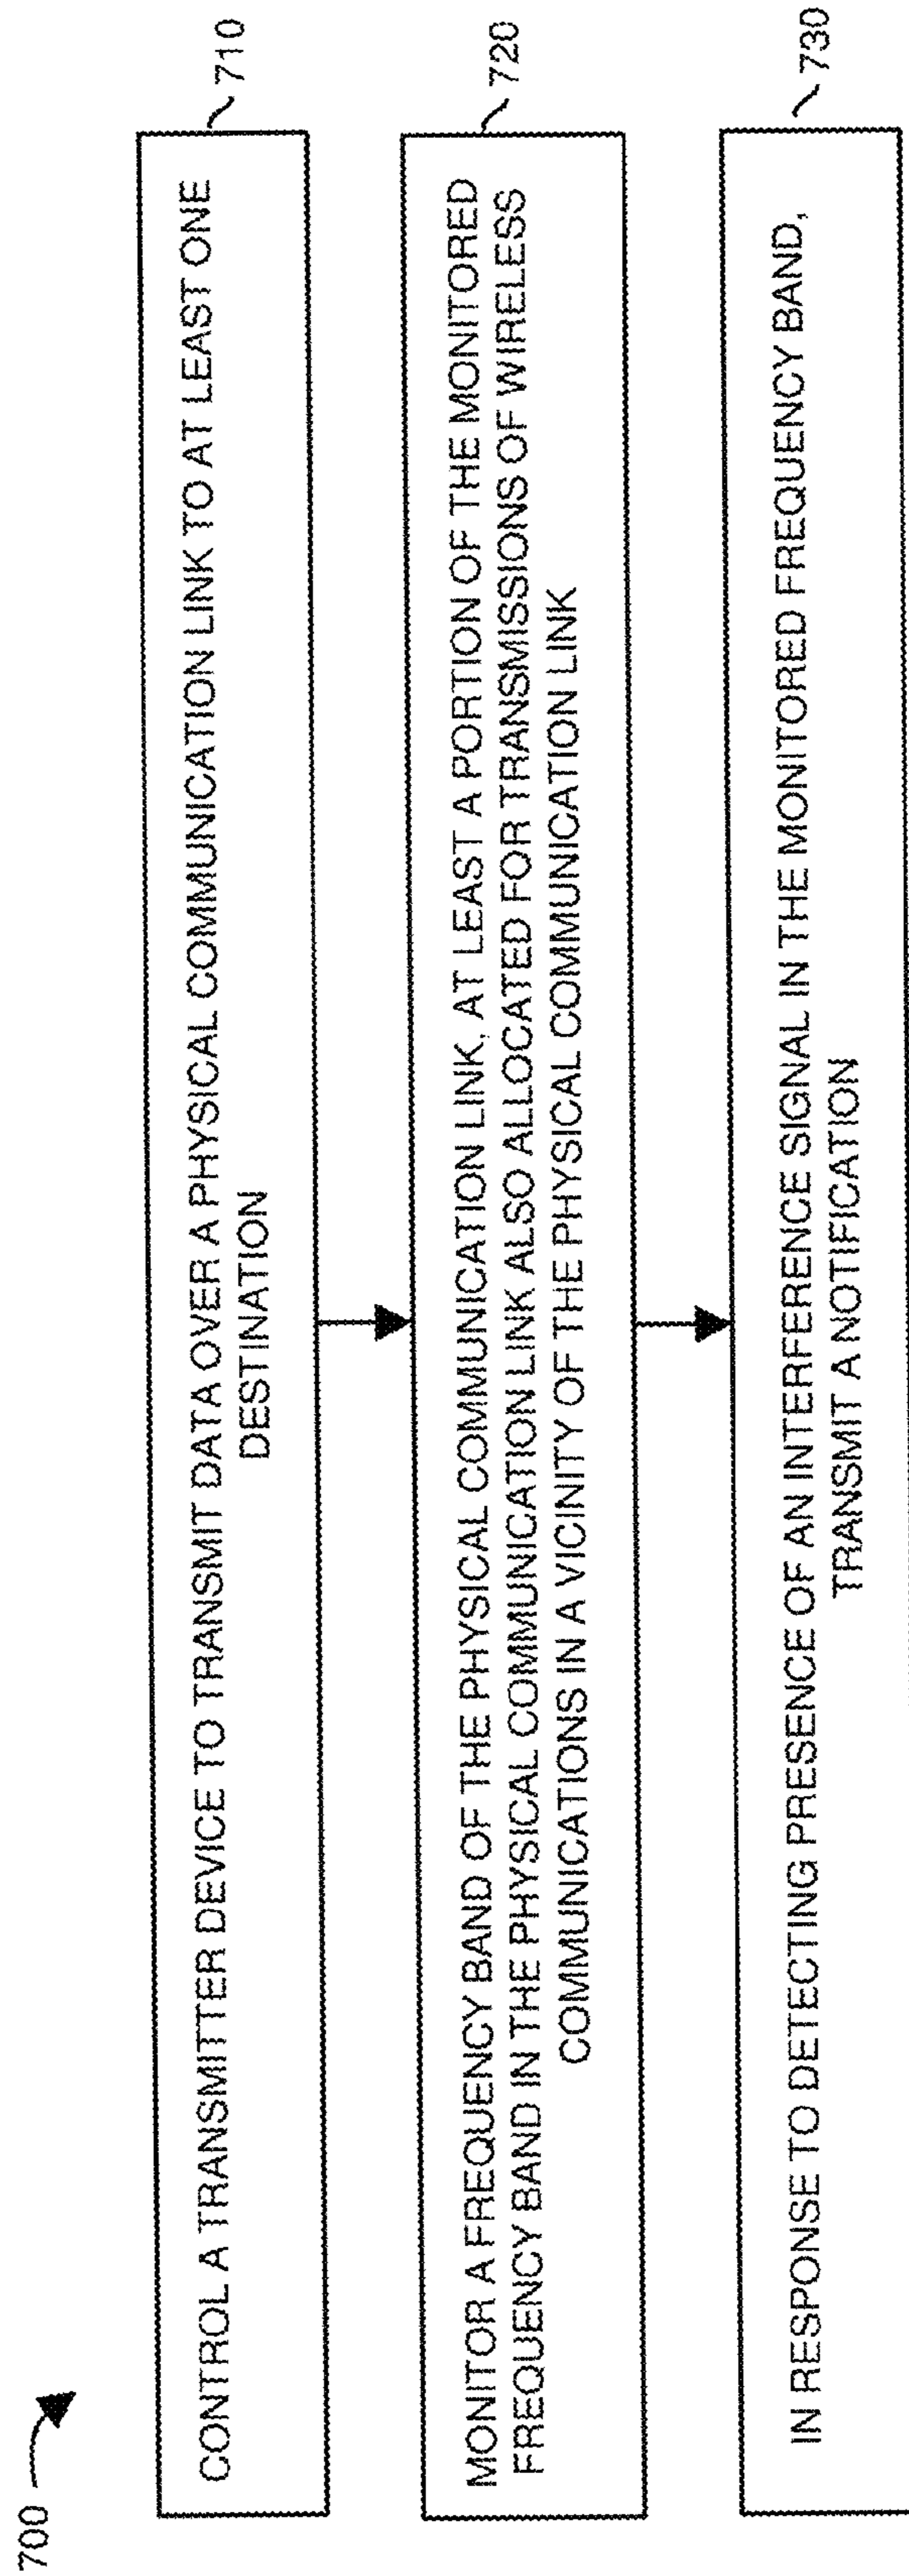 700
CONTROL A TRANSMITTER DEVICE TO TRANSMIT DATA OVER A PHYSICAL COMMUNICATION LINK TO AT LEAST ONE
DESTINATION
710
MONITOR A FREQUENCY BAND OF THE PHYSICAL COMMUNICATION LINK, AT LEAST A PORTION OF THE MONITORED
FREQUENCY BAND IN THE PHYSICAL COMMUNICATION LINK ALSO ALLOCATED FOR TRANSMISSIONS OF WIRELESS
COMMUNICATIONS IN A VICINITY OF THE PHYSICAL COMMUNICATION LINK
720
IN RESPONSE TO DETECTING PRESENCE OF AN INTERFERENCE SIGNAL IN THE MONITORED FREQUENCY BAND,
TRANSMIT A NOTIFICATION
730